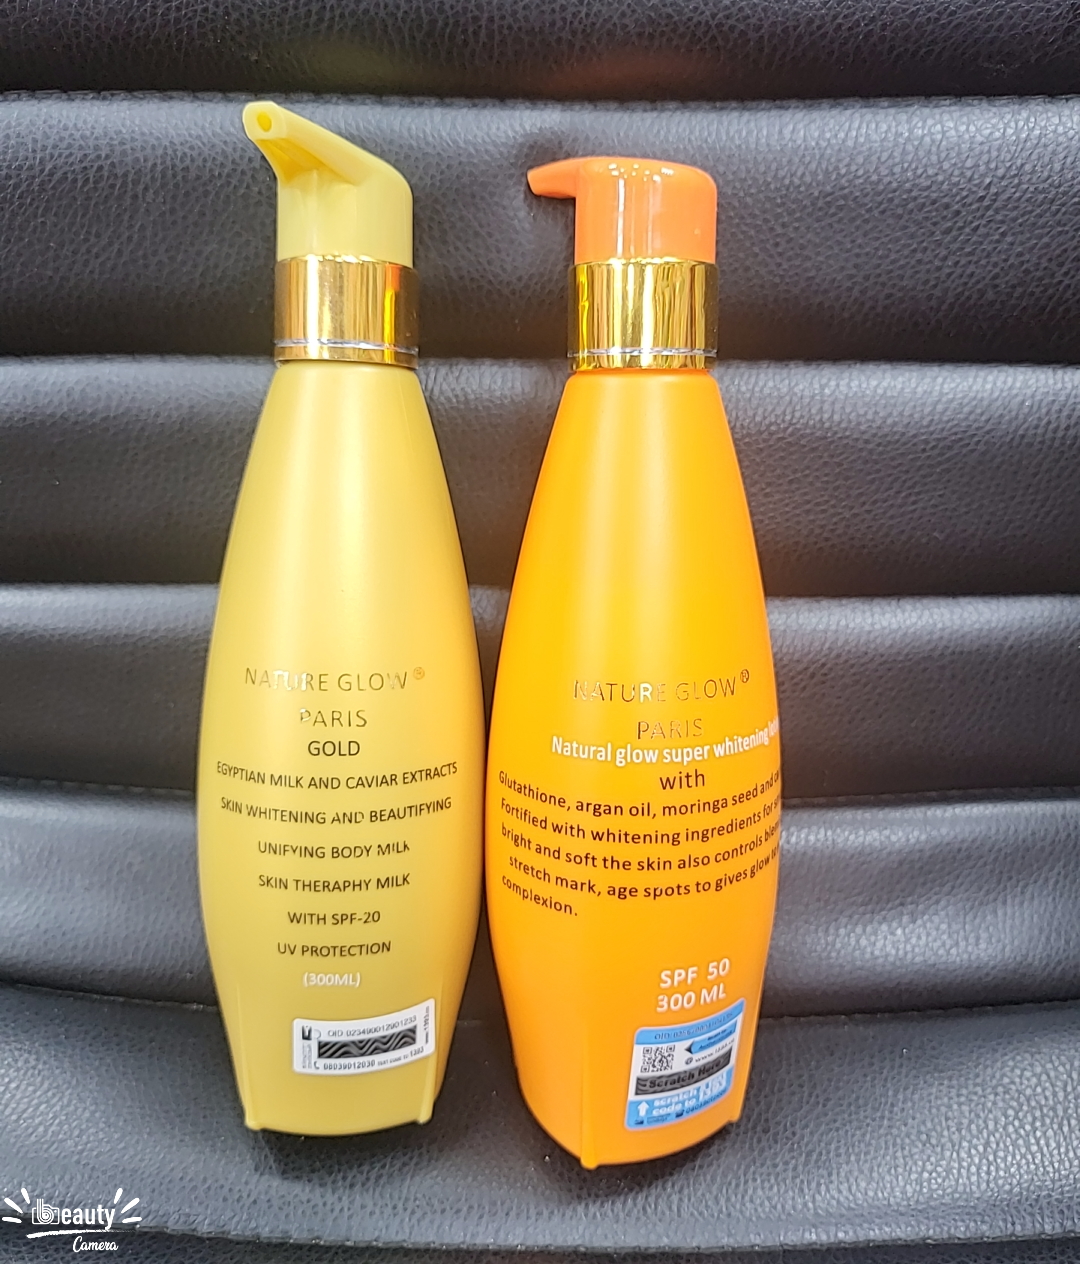 NATURE GLOW®
PARIS
GOLD
EGYPTIAN MILK AND CAVIAR EXTRACTS
SKIN WHITENING AND BEAUTIFYING
UNIFYING BODY MILK
SKIN THERAPHY MILK
WITH SPF-20
UV PROTECTION
(300ML)
NATURE GLOW®
PARIS
Natural glow super whitening
with
Glutathione, argan oil, moringa seed and
Fortified with whitening ingredients for
bright and soft the skin also controls
stretch mark, age spots to gives glow
complexion.
SPF 50
300 ML
Scratch Here
scratch
code to
beauty
Camera